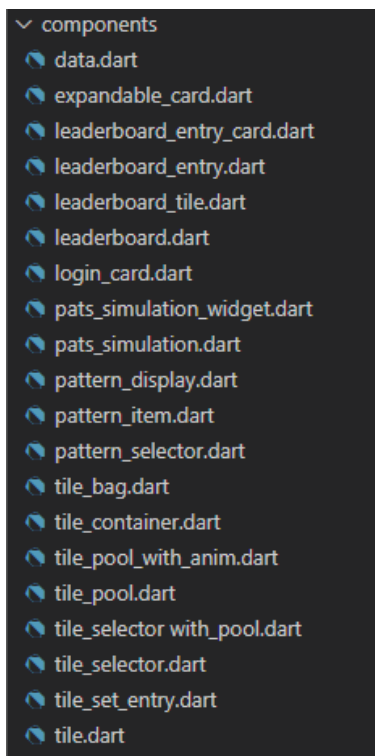 components
data.dart
expandable_card.dart
leaderboard_entry_card.dart
leaderboard_entry.dart
leaderboard_tile.dart
leaderboard.dart
login_card.dart
pats_simulation_widget.dart
pats_simulation.dart
pattern_display.dart
pattern_item.dart
pattern_selector.dart
tile_bag.dart
tile_container.dart
tile_pool_with_anim.dart
tile_pool.dart
tile_selector with_pool.dart
tile_selector.dart
tile_set_entry.dart
tile.dart